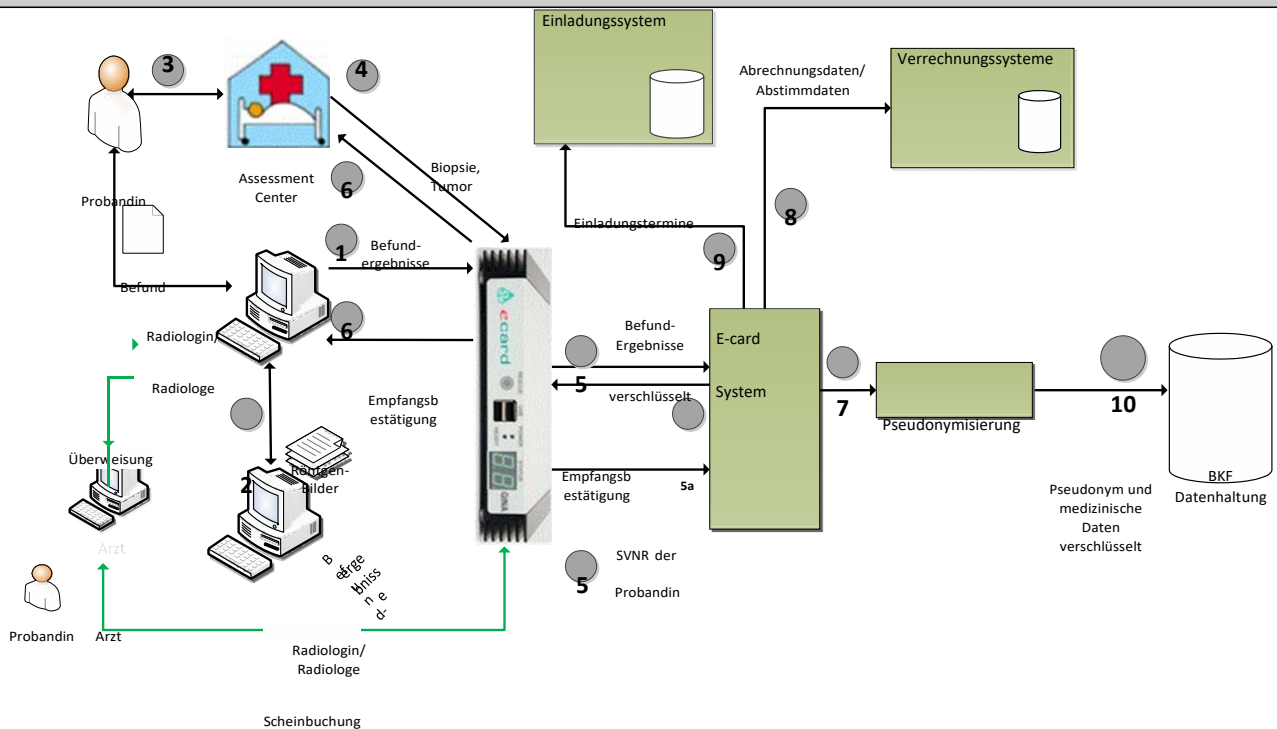 Einladungssystem
Verrechnungssysteme
Abrechnungsdaten/
Abstimmdaten
3
4
Assessment
Center
Biopsie,
Tumor
6
Probandin
Einladungstermine
8
9
1
Befund-
ergebnisse
Befund
6
Radiologin/
Radiologe
Empfangsb
estätigung
ecard
GINA
Befund-
Ergebnisse
5
verschlüsselt
E-card
System
7
Pseudonymisierung
10
BKF
Datenhaltung
Pseudonym und
medizinische
Daten
verschlüsselt
Überweisung
2
Röntgen-
Bilder
Empfangsb
estätigung
5a
Arzt
5
SVNR der
Probandin
Probandin
Arzt
Radiologin/
Radiologe
Scheinbuchung